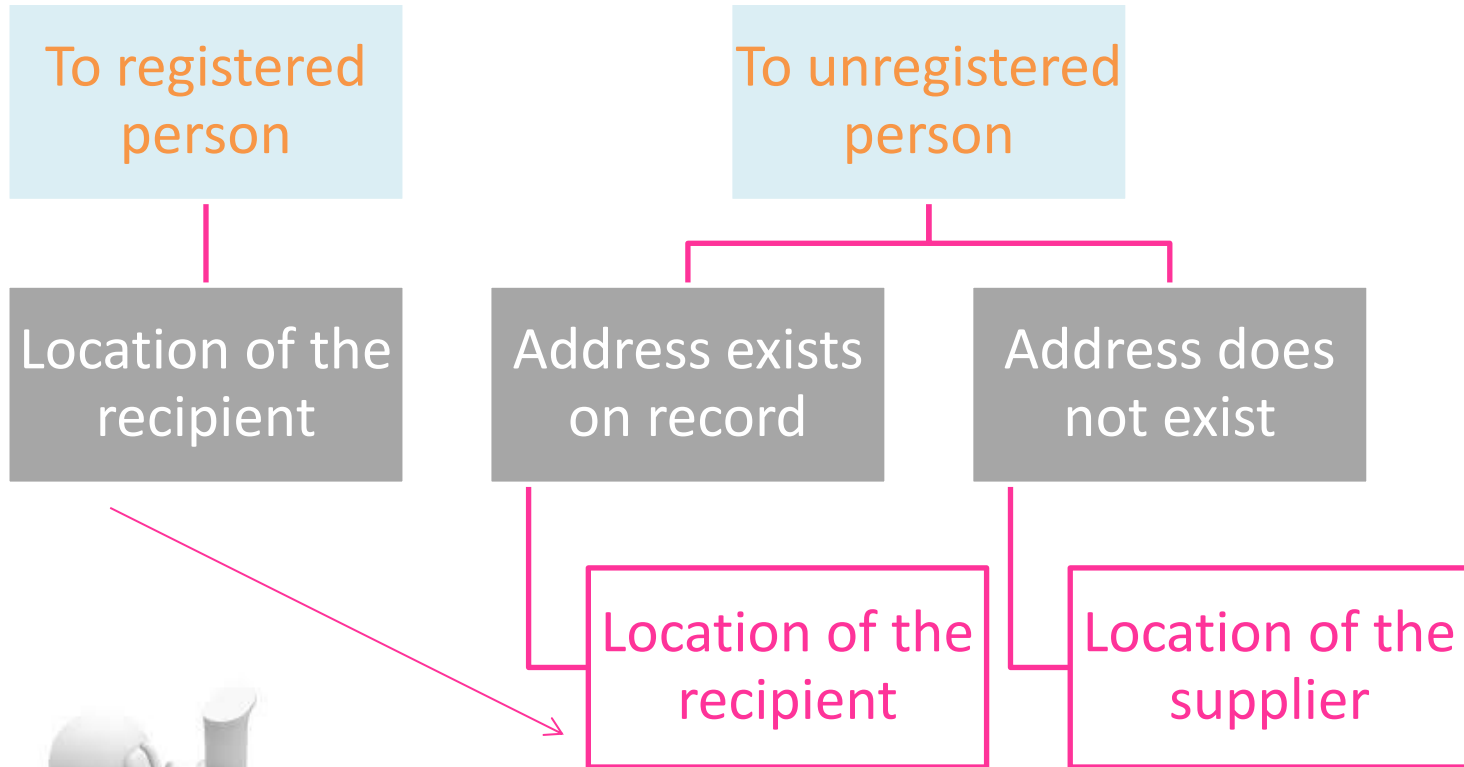 To registered
person
To unregistered
person
Location of the
recipient
Address exists
on record
Address does
not exist
Location of the
recipient
Location of the
supplier